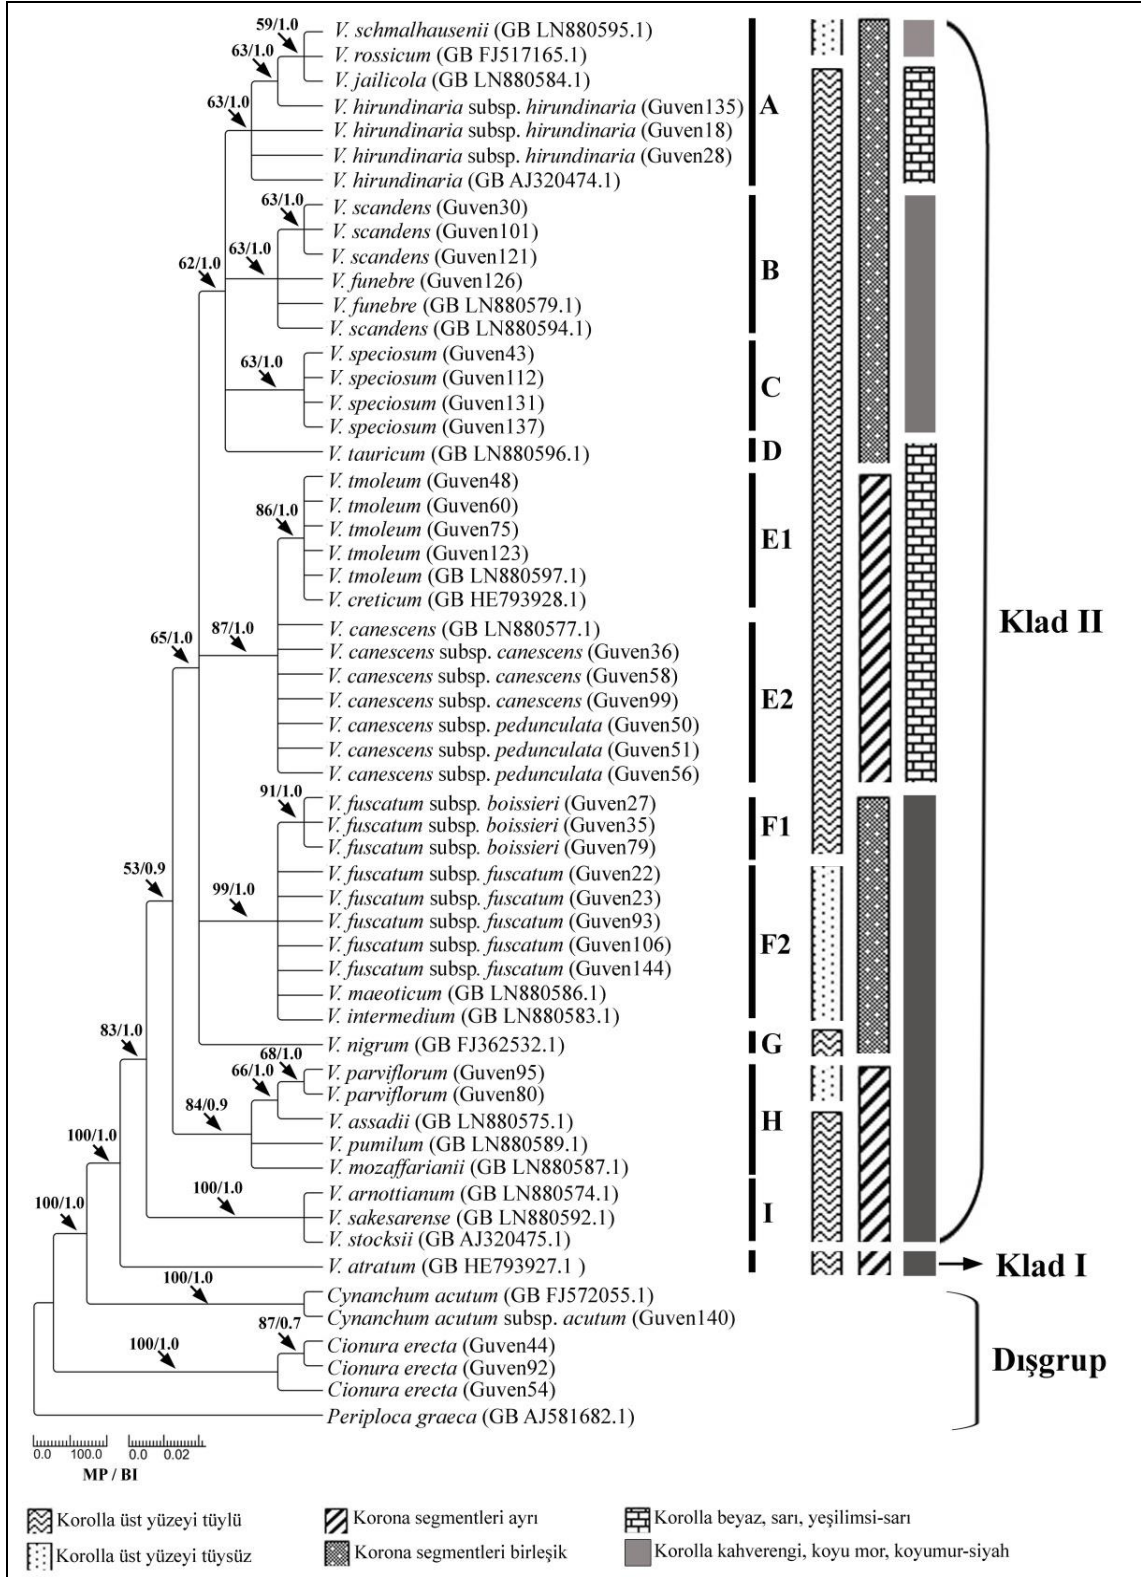 59/1.0
V. schmalhausenii (GB LN880595.1)
63/1.0
V. rossicum (GB FJ517165.1)
V. jailicola (GB LN880584.1)
63/1.0
V. hirundinaria subsp. hirundinaria (Guven135)
A
V. hirundinaria subsp. hirundinaria (Guven18)
V. hirundinaria subsp. hirundinaria (Guven28)
V. hirundinaria (GB AJ320474.1)
63/1.0
V. scandens (Guven30)
V. scandens (Guven101)
63/1.0
V. scandens (Guven121)
62/1.0
B
V. funebre (Guven126)
V. funebre (GB LN880579.1)
V. scandens (GB LN880594.1)
63/1.0
V. speciosum (Guven43)
V. speciosum (Guven112)
C
V. speciosum (Guven131)
V. speciosum (Guven137)
V. tauricum (GB LN880596.1)
D
V. tmoleum (Guven48)
V. tmoleum (Guven60)
86/1.0
V. tmoleum (Guven75)
E1
V. tmoleum (Guven123)
V. tmoleum (GB LN880597.1)
V. creticum (GB HE793928.1)
Klad II
65/1.0
87/1.0
V. canescens (GB LN880577.1)
V. canescens subsp. canescens (Guven36)
V. canescens subsp. canescens (Guven58)
V. canescens subsp. canescens (Guven99)
E2
V. canescens subsp. pedunculata (Guven50)
V. canescens subsp. pedunculata (Guven51)
V. canescens subsp. pedunculata (Guven56)
91/1.0
V. fuscatum subsp. boissieri (Guven27)
V. fuscatum subsp. boissieri (Guven35)
F1
V. fuscatum subsp. boissieri (Guven79)
53/0.9
99/1.0
V. fuscatum subsp. fuscatum (Guven22)
V. fuscatum subsp. fuscatum (Guven23)
V. fuscatum subsp. fuscatum (Guven93)
F2
V. fuscatum subsp. fuscatum (Guven106)
V. fuscatum subsp. fuscatum (Guven144)
V. maeoticum (GB LN880586.1)
V. intermedium (GB LN880583.1)
83/1.0
V. nigrum (GB FJ362532.1)
G
68/1.0
66/1.0
V. parviflorum (Guven95)
V. parviflorum (Guven80)
84/0.9
V. assadii (GB LN880575.1)
H
V. pumilum (GB LN880589.1)
V. mozaffarianii (GB LN880587.1)
100/1.0
100/1.0
V. arnottianum (GB LN880574.1)
100/1.0
V. sakesarense (GB LN880592.1)
I
V. stocksii (GB AJ320475.1)
V. atratum (GB HE793927.1 )
Klad I
100/1.0
Cynanchum acutum (GB FJ572055.1)
Cynanchum acutum subsp. acutum (Guven140)
87/0.7
Cionura erecta (Guven44)
100/1.0
Cionura erecta (Guven92)
Dışgrup
Cionura erecta (Guven54)
Periploca graeca (GB AJ581682.1)
0.0 100.0 0.0 0.02
MP / BI
Korolla üst yüzeyi tüylü
Korona segmentleri ayrı
Korolla beyaz, sarı, yeşilimsi-sarı
Korolla üst yüzeyi tüysüz
Korona segmentleri birleşik
Korolla kahverengi, koyu mor, koyumur-siyah